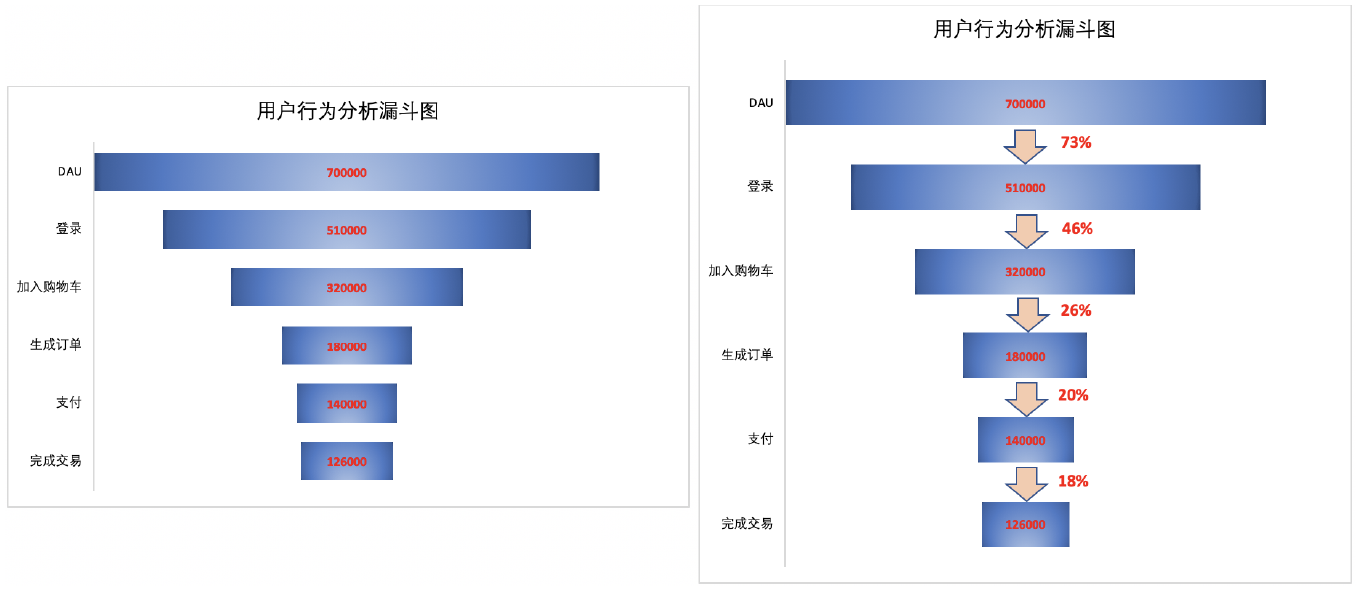 用户行为分析漏斗图
DAU 700000
登录 510000
加入购物车 320000
生成订单 180000
支付 140000
完成交易 126000
用户行为分析漏斗图
DAU 700000
73%
登录 510000
46%
加入购物车 320000
26%
生成订单 180000
20%
支付 140000
18%
完成交易 126000